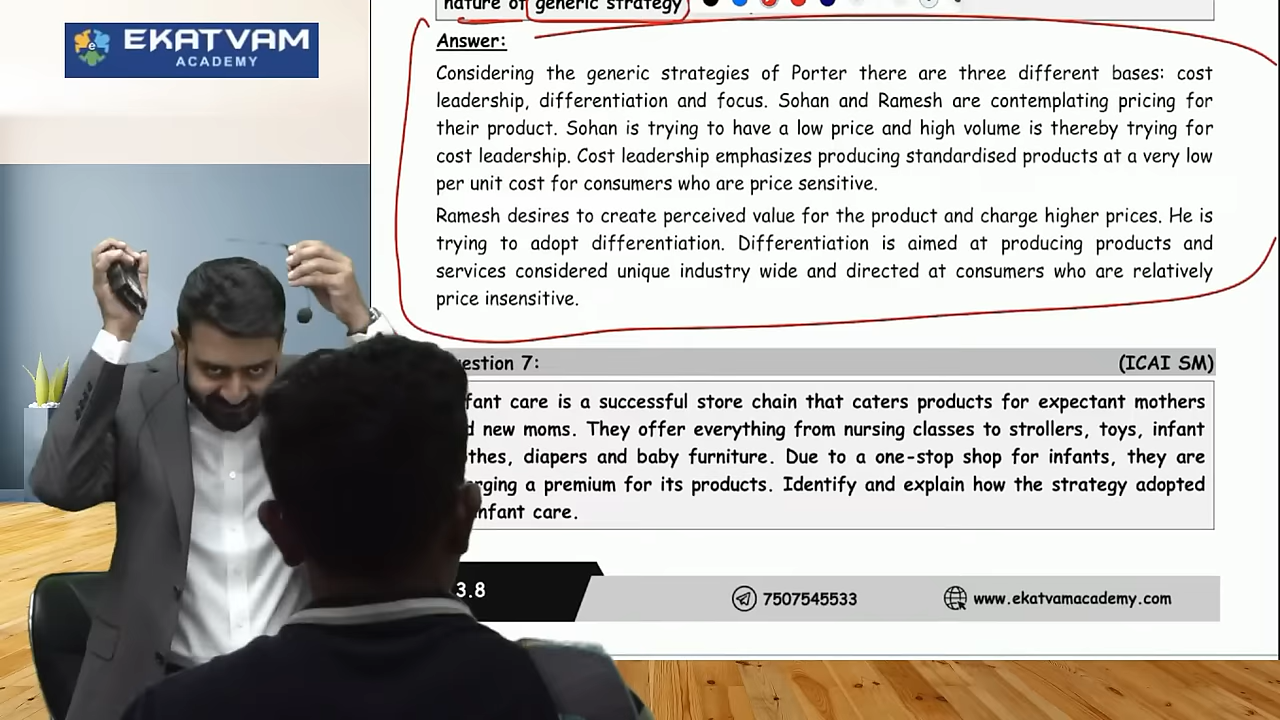 nature of generic strategy
EKATVAM
ACADEMY
Answer:
Considering the generic strategies of Porter there are three different bases: cost
leadership, differentiation and focus. Sohan and Ramesh are contemplating pricing for
their product. Sohan is trying to have a low price and high volume is thereby trying for
cost leadership. Cost leadership emphasizes producing standardised products at a very low
per unit cost for consumers who are price sensitive.
Ramesh desires to create perceived value for the product and charge higher prices. He is
trying to adopt differentiation. Differentiation is aimed at producing products and
services considered unique industry wide and directed at consumers who are relatively
price insensitive.
estion 7: (ICAI SM)
fant care is a successful store chain that caters products for expectant mothers
d new moms. They offer everything from nursing classes to strollers, toys, infant
thes, diapers and baby furniture. Due to a one-stop shop for infants, they are
rging a premium for its products. Identify and explain how the strategy adopted
nfant care.
3.8
7507545533
www.ekatvamacademy.com